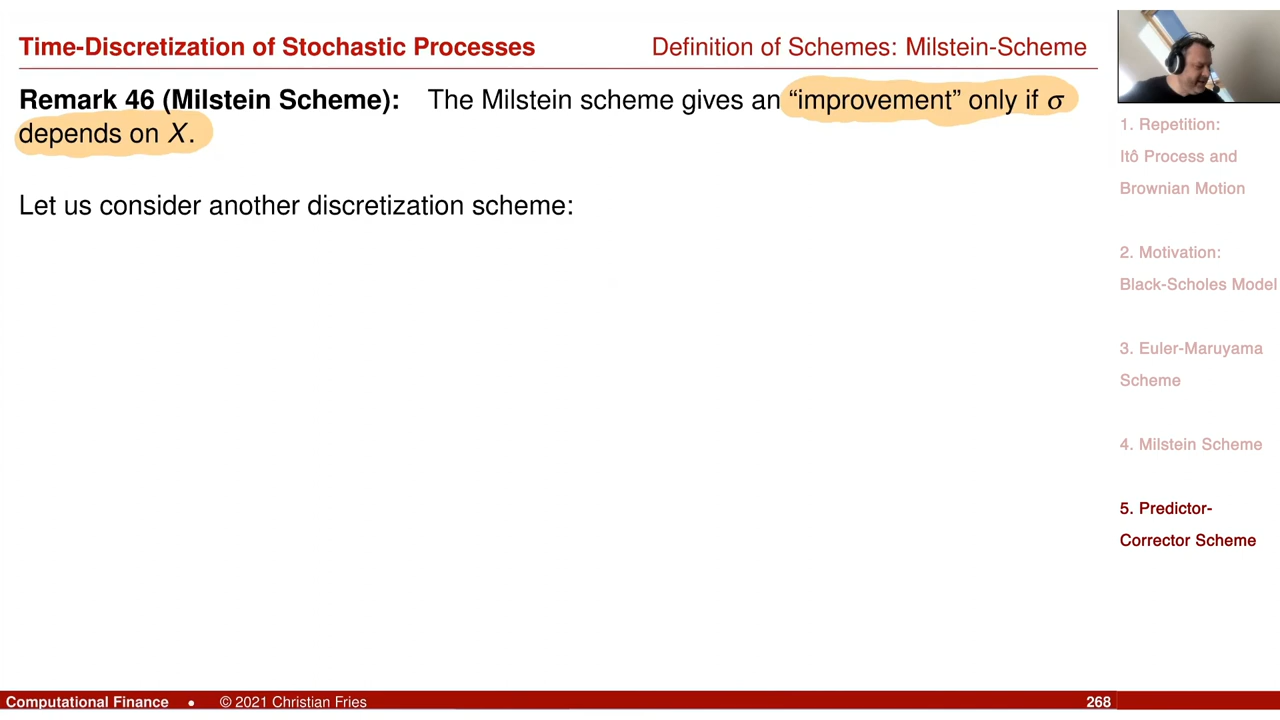 Time-Discretization of Stochastic Processes
Definition of Schemes: Milstein-Scheme
Remark 46 (Milstein Scheme): The Milstein scheme gives an “improvement” only if σ
depends on X.
Let us consider another discretization scheme:
1. Repetition:
Itô Process and
Brownian Motion
2. Motivation:
Black-Scholes Model
3. Euler-Maruyama
Scheme
4. Milstein Scheme
5. Predictor-
Corrector Scheme
Computational Finance • © 2021 Christian Fries
268